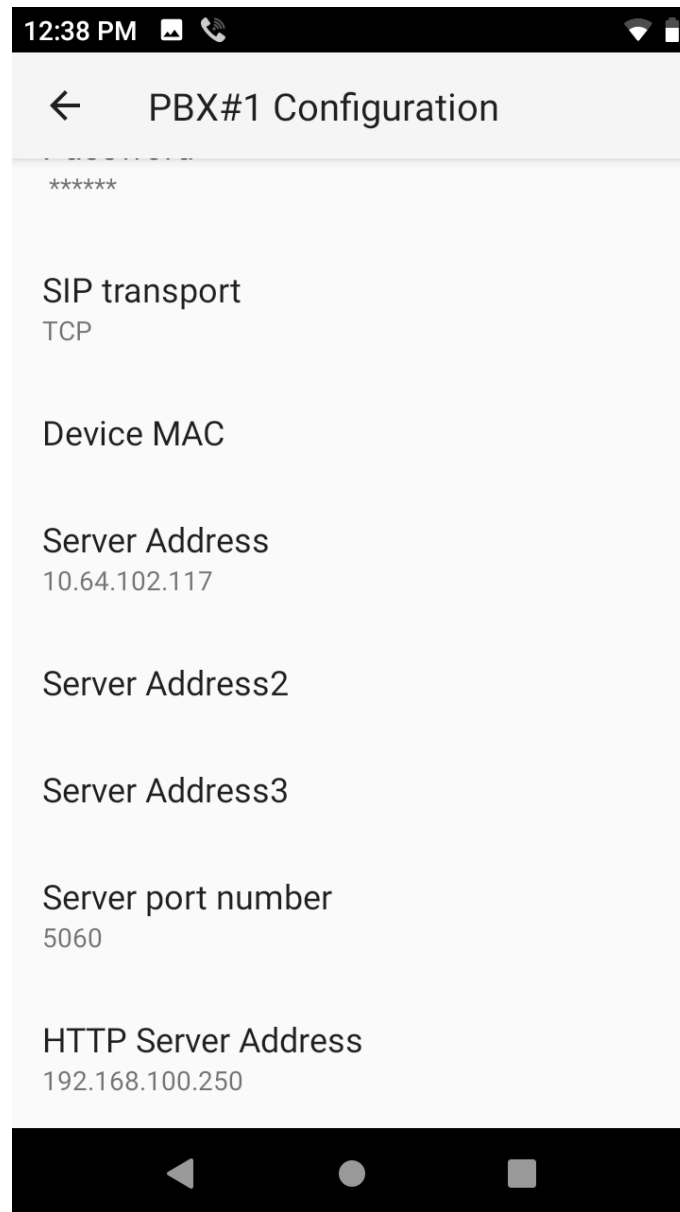 12:38 PM
PBX#1 Configuration
******
SIP transport
TCP
Device MAC
Server Address
10.64.102.117
Server Address2
Server Address3
Server port number
5060
HTTP Server Address
192.168.100.250